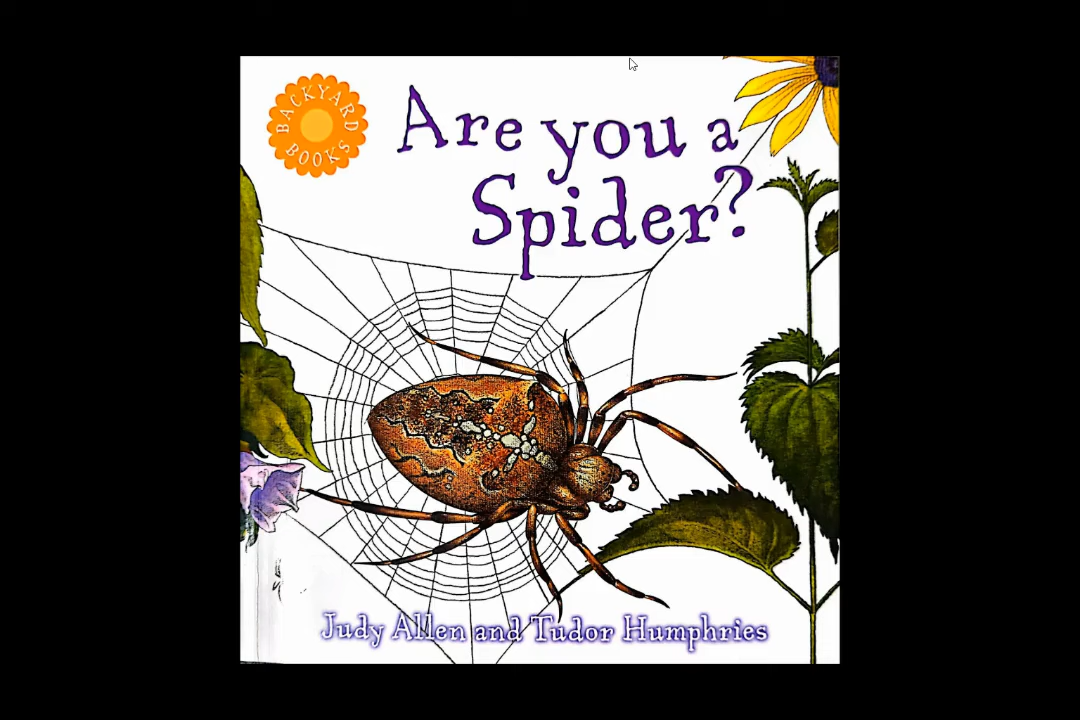 BACKYARD
BOOKS
Are you a
Spider?
Judy Allen and Tudor Humphries